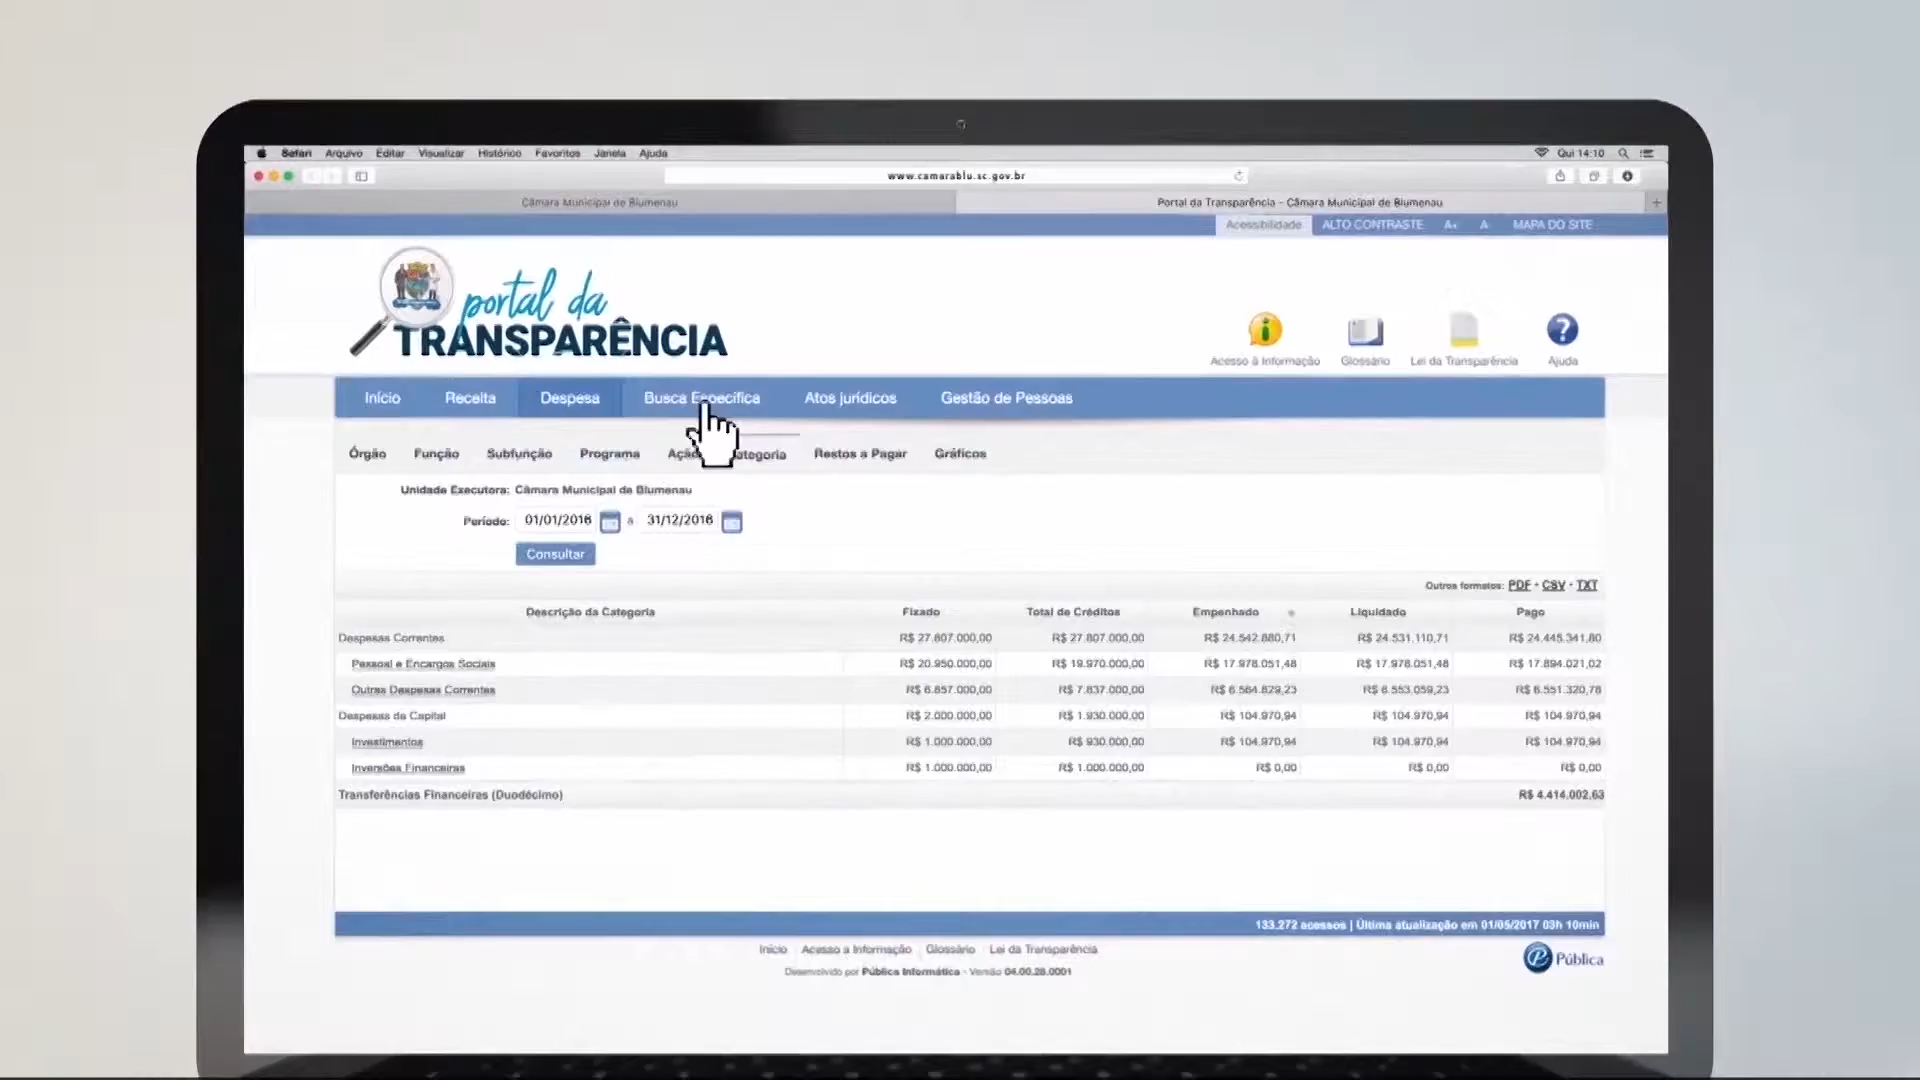 Safari Arquivo Editar Visualizar Histórico Favoritos Janela Ajuda Qui 14:10
www.camarablu.sc.gov.br
Câmara Municipal de Blumenau Portal da Transparência - Câmara Municipal de Blumenau +
Acessibilidade ALTO CONTRASTE A+ A MAPA DO SITE
portal da
TRANSPARÊNCIA
Acesso à Informação Glossário Lei da Transparência Ajuda
Início Receita Despesa Busca Específica Atos jurídicos Gestão de Pessoas
Órgão Função Subfunção Programa Ação ategoria Restos a Pagar Gráficos
Unidade Executora: Câmara Municipal de Blumenau
Período: 01/01/2016 a 31/12/2016
Consultar
Outros formatos: PDF - CSV - TXT
Descrição da Categoria Fixado Total de Créditos Empenhado Liquidado Pago
Despesas Correntes R$ 27.807.000,00 R$ 27.807.000,00 R$ 24.542.880,71 R$ 24.531.110,71 R$ 24.445.341,80
Pessoal e Encargos Sociais R$ 20.950.000,00 R$ 19.970.000,00 R$ 17.978.051,48 R$ 17.978.051,48 R$ 17.894.021,02
Outras Despesas Correntes R$ 6.857.000,00 R$ 7.837.000,00 R$ 6.564.829,23 R$ 6.553.059,23 R$ 6.551.320,78
Despesas de Capital R$ 2.000.000,00 R$ 1.930.000,00 R$ 104.970,94 R$ 104.970,94 R$ 104.970,94
Investimentos R$ 1.000.000,00 R$ 930.000,00 R$ 104.970,94 R$ 104.970,94 R$ 104.970,94
Inversões Financeiras R$ 1.000.000,00 R$ 1.000.000,00 R$ 0,00 R$ 0,00 R$ 0,00
Transferências Financeiras (Duodécimo) R$ 4.414.002,63
133.272 acessos | Última atualização em 01/05/2017 03h 10min
Início Acesso a Informação Glossário Lei da Transparência
Desenvolvido por Pública Informática - Versão 04.00.28.0001
Pública